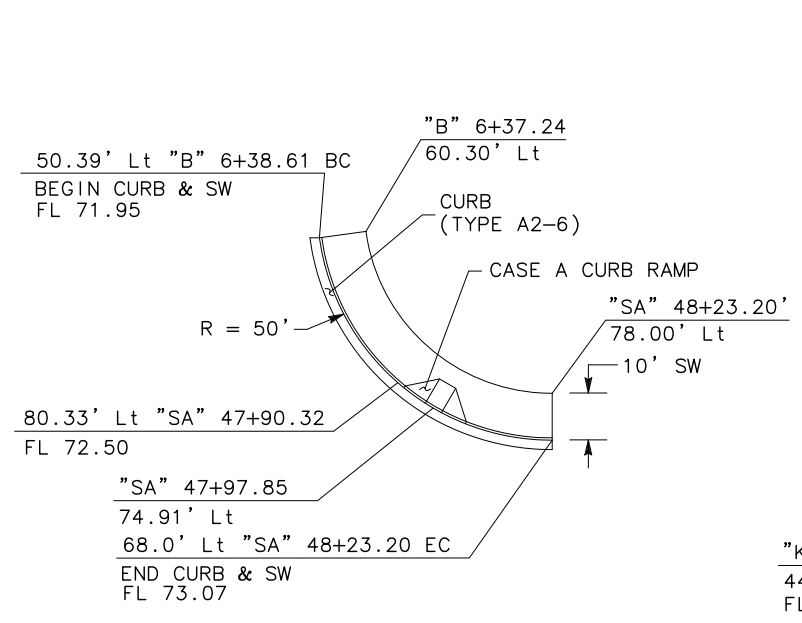 "B" 6+37.24
60.30' Lt
50.39' Lt "B" 6+38.61 BC
BEGIN CURB & SW
FL 71.95
CURB
(TYPE A2-6)
CASE A CURB RAMP
"SA" 48+23.20'
78.00' Lt
R = 50'
10' SW
80.33' Lt "SA" 47+90.32
FL 72.50
"SA" 47+97.85
74.91' Lt
68.0' Lt "SA" 48+23.20 EC
END CURB & SW
FL 73.07